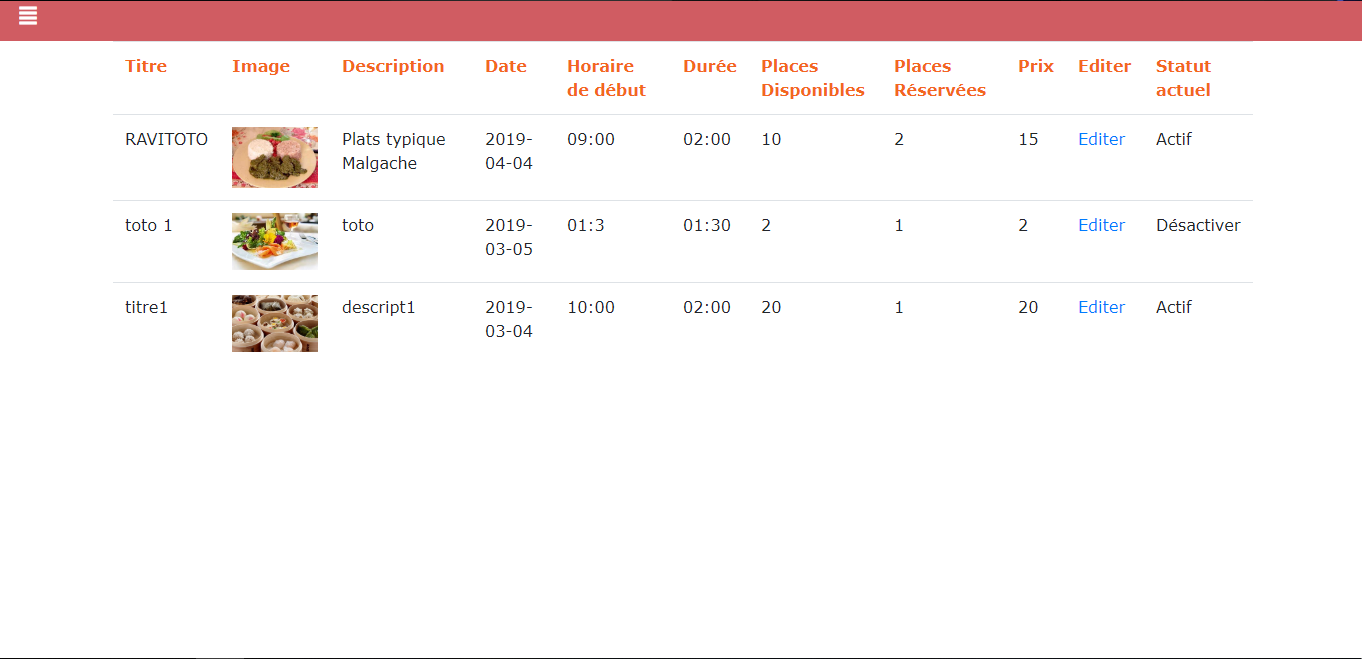 Titre Image Description Date Horaire de début Durée Places Disponibles Places Réservées Prix Editer Statut actuel
RAVITOTO Plats typique Malgache 2019-04-04 09:00 02:00 10 2 15 Editer Actif
toto 1 toto 2019-03-05 01:3 01:30 2 1 2 Editer Désactiver
titre1 descript1 2019-03-04 10:00 02:00 20 1 20 Editer Actif